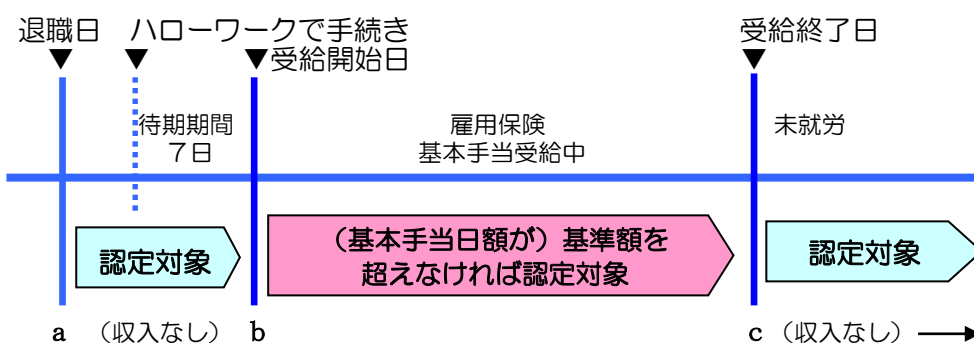 退職日
ハローワークで手続き
▼
▼
▼受給開始日
受給終了日
▼
待期期間
7日
雇用保険
基本手当受給中
未就労
認定対象
（基本手当日額が）基準額を
超えなければ認定対象
認定対象
a （収入なし） b
c （収入なし）